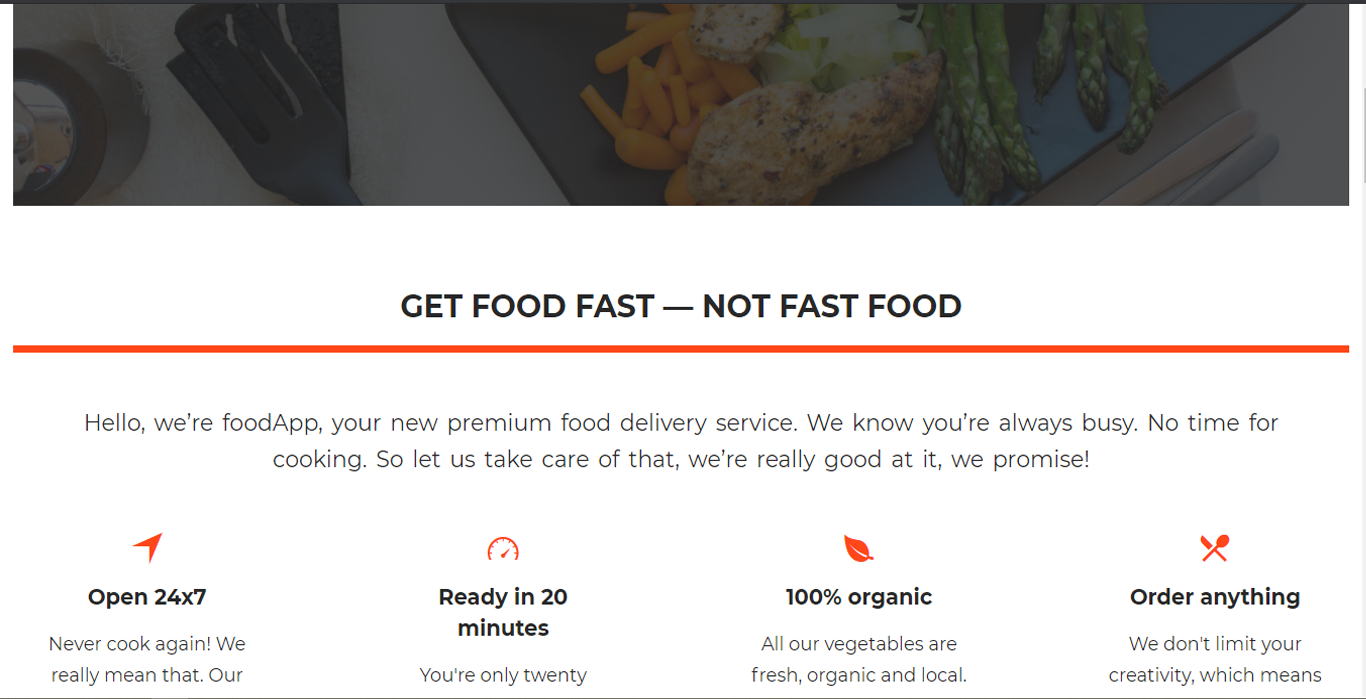 GET FOOD FAST — NOT FAST FOOD
Hello, we’re foodApp, your new premium food delivery service. We know you’re always busy. No time for
cooking. So let us take care of that, we’re really good at it, we promise!
Open 24x7
Never cook again! We
really mean that. Our
Ready in 20
minutes
You're only twenty
100% organic
All our vegetables are
fresh, organic and local.
Order anything
We don't limit your
creativity, which means